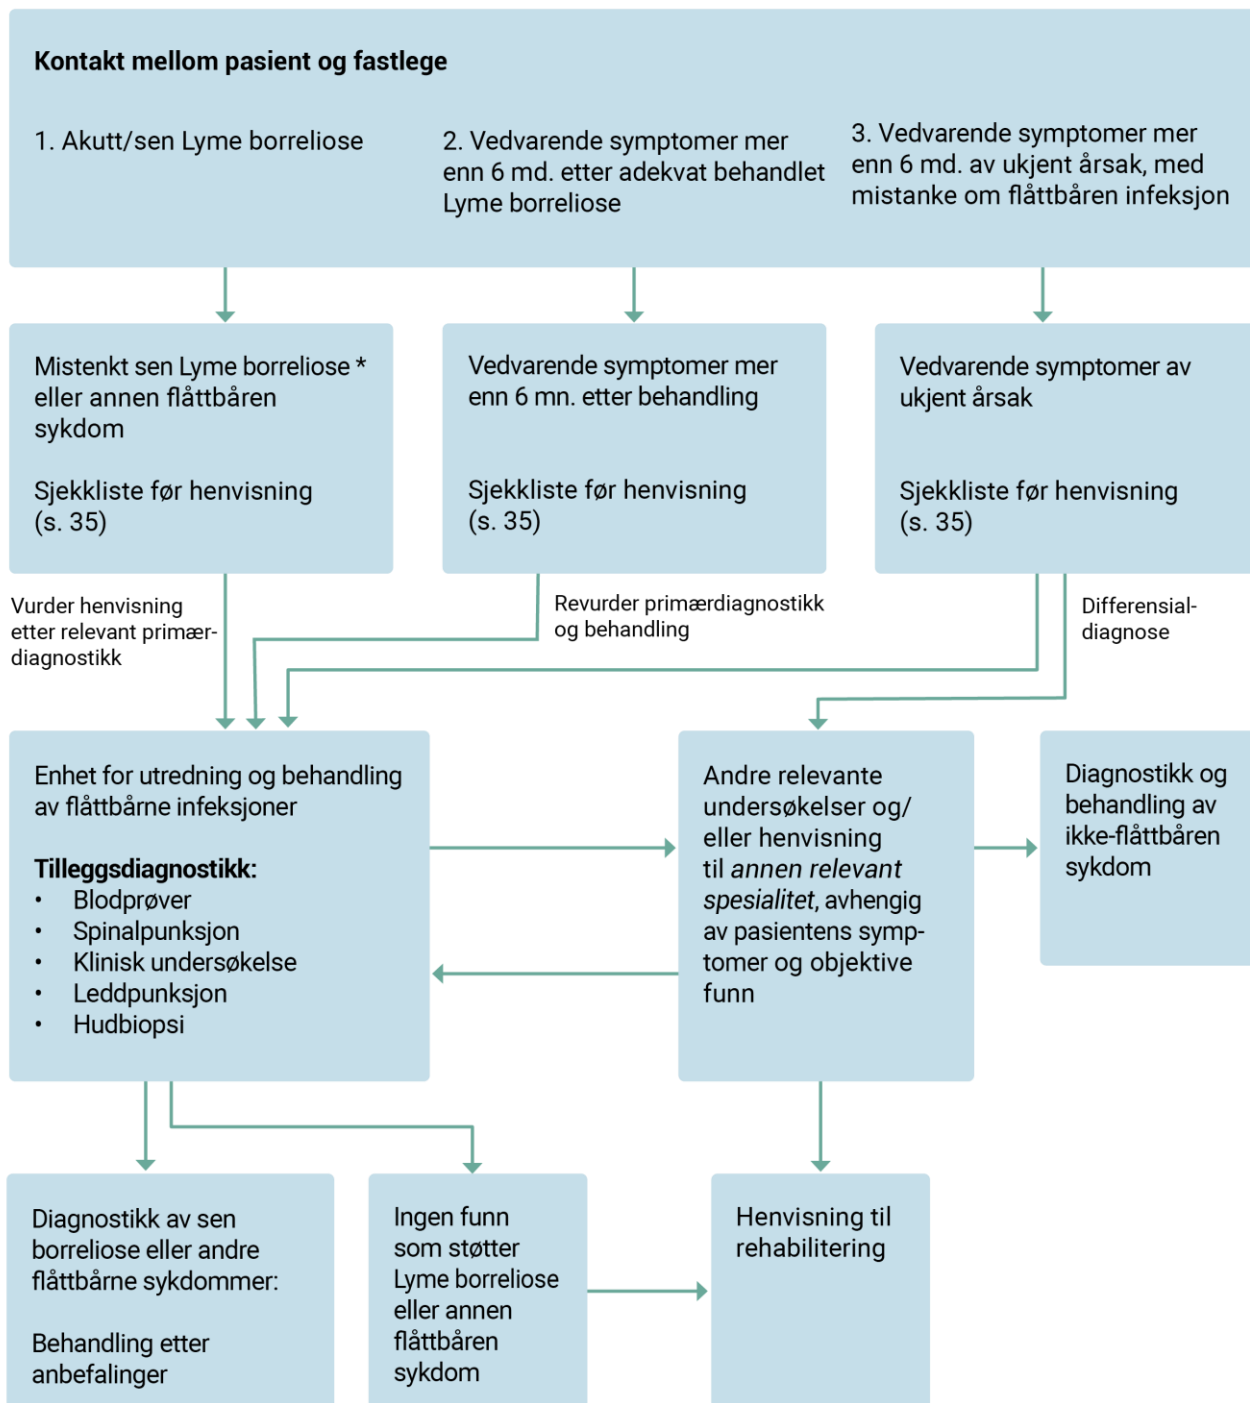 Kontakt mellom pasient og fastlege
1. Akutt/sen Lyme borreliose
2. Vedvarende symptomer mer
enn 6 md. etter adekvat behandlet
Lyme borreliose
3. Vedvarende symptomer mer
enn 6 md. av ukjent årsak, med
mistanke om flåttbåren infeksjon
Mistenkt sen Lyme borreliose *
eller annen flåttbåren
sykdom
Sjekkliste før henvisning
(s. 35)
Vedvarende symptomer mer
enn 6 mn. etter behandling
Sjekkliste før henvisning
(s. 35)
Vedvarende symptomer av
ukjent årsak
Sjekkliste før henvisning
(s. 35)
Vurder henvisning
etter relevant primær-
diagnostikk
Revurder primærdiagnostikk
og behandling
Differensial-
diagnose
Enhet for utredning og behandling
av flåttbårne infeksjoner
Tilleggsdiagnostikk:
• Blodprøver
• Spinalpunksjon
• Klinisk undersøkelse
• Leddpunksjon
• Hudbiopsi
Andre relevante
undersøkelser og/
eller henvisning
til annen relevant
spesialitet, avhengig
av pasientens symp-
tomer og objektive
funn
Diagnostikk og
behandling av
ikke-flåttbåren
sykdom
Diagnostikk av sen
borreliose eller andre
flåttbårne sykdommer:
Behandling etter
anbefalinger
Ingen funn
som støtter
Lyme borreliose
eller annen
flåttbåren
sykdom
Henvisning til
rehabilitering